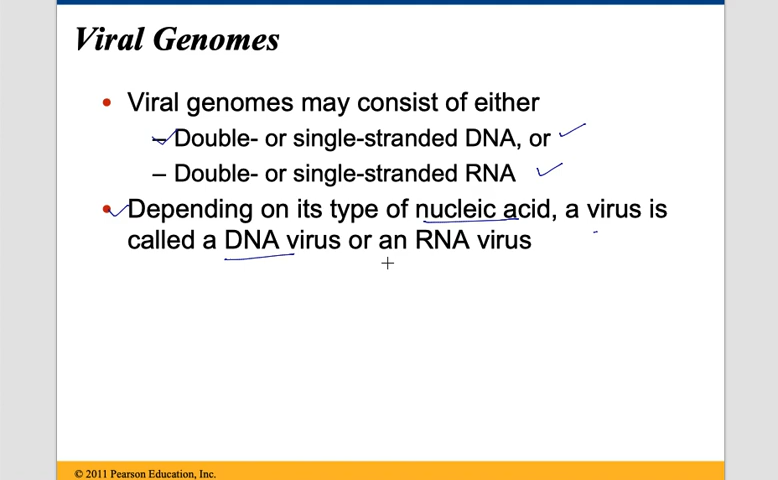 Viral Genomes
• Viral genomes may consist of either
– Double- or single-stranded DNA, or
– Double- or single-stranded RNA
• Depending on its type of nucleic acid, a virus is
called a DNA virus or an RNA virus
© 2011 Pearson Education, Inc.